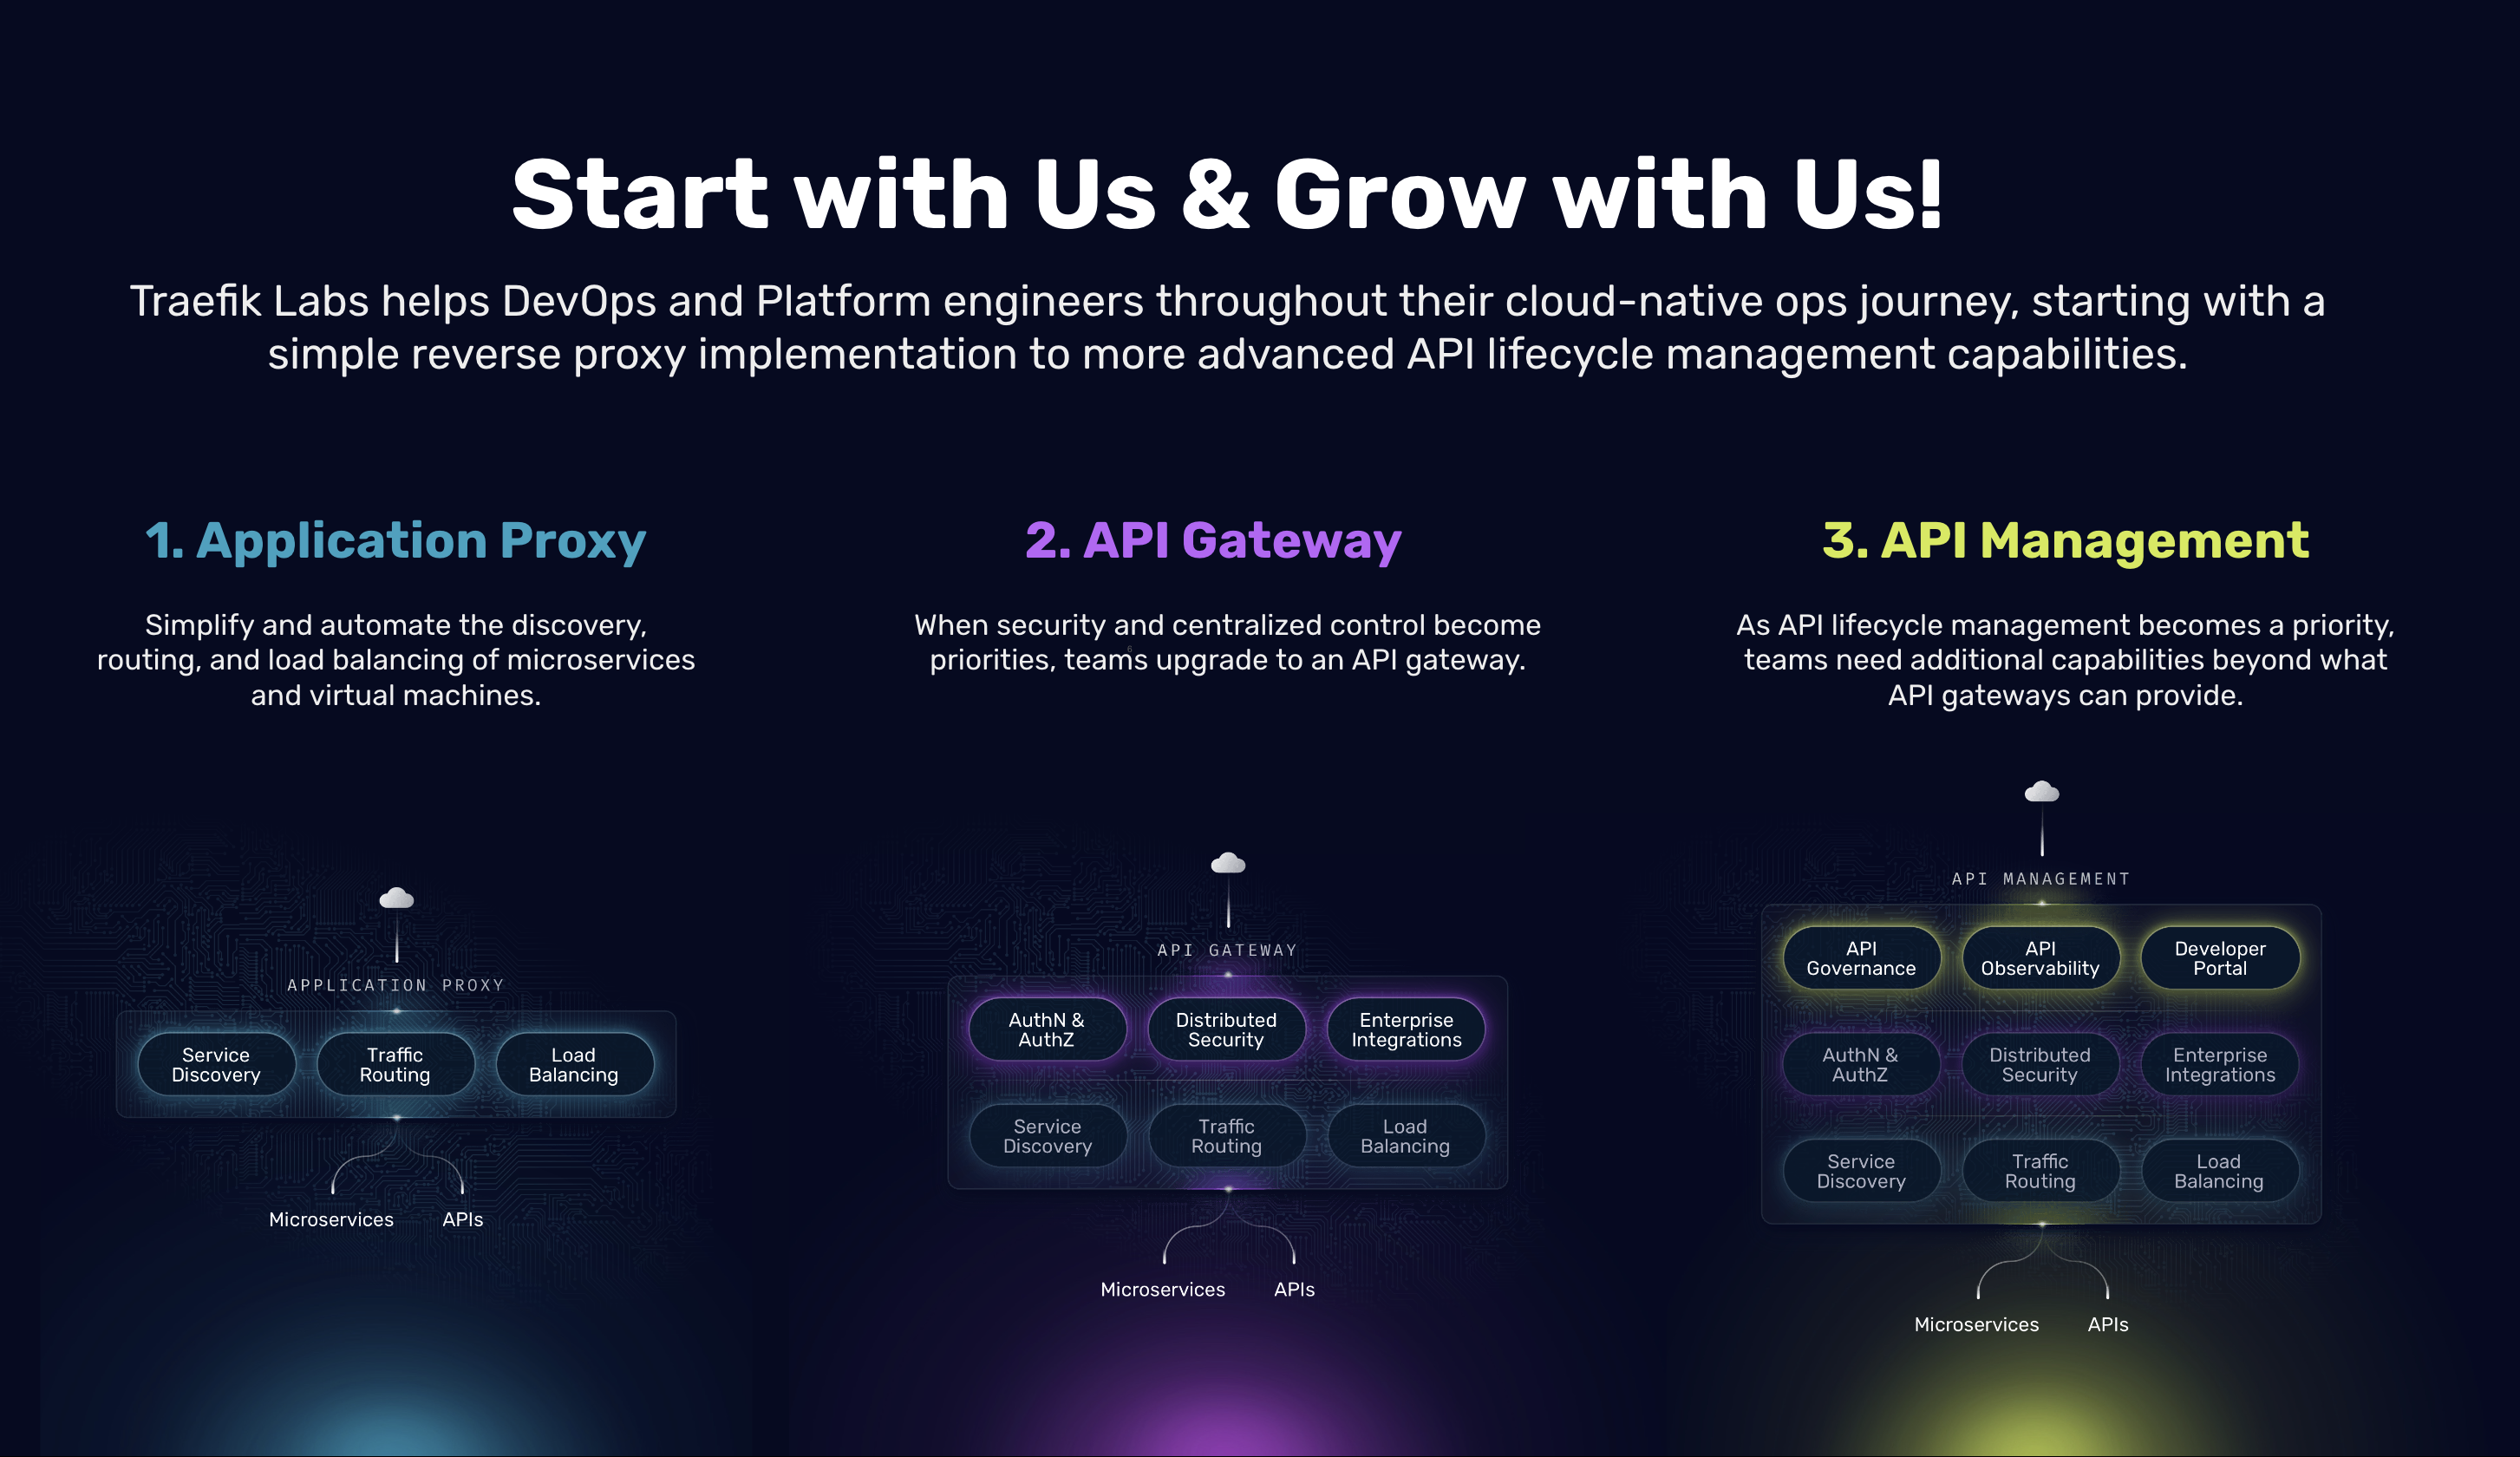 Start with Us & Grow with Us!
Traefik Labs helps DevOps and Platform engineers throughout their cloud-native ops journey, starting with a
simple reverse proxy implementation to more advanced API lifecycle management capabilities.
1. Application Proxy
Simplify and automate the discovery,
routing, and load balancing of microservices
and virtual machines.
APPLICATION PROXY
Service
Discovery
Traffic
Routing
Load
Balancing
Microservices
APIs
2. API Gateway
When security and centralized control become
priorities, teams upgrade to an API gateway.
6
API GATEWAY
AuthN &
AuthZ
Distributed
Security
Enterprise
Integrations
Service
Discovery
Traffic
Routing
Load
Balancing
Microservices
APIs
3. API Management
As API lifecycle management becomes a priority,
teams need additional capabilities beyond what
API gateways can provide.
API MANAGEMENT
API
Governance
API
Observability
Developer
Portal
AuthN &
AuthZ
Distributed
Security
Enterprise
Integrations
Service
Discovery
Traffic
Routing
Load
Balancing
Microservices
APIs